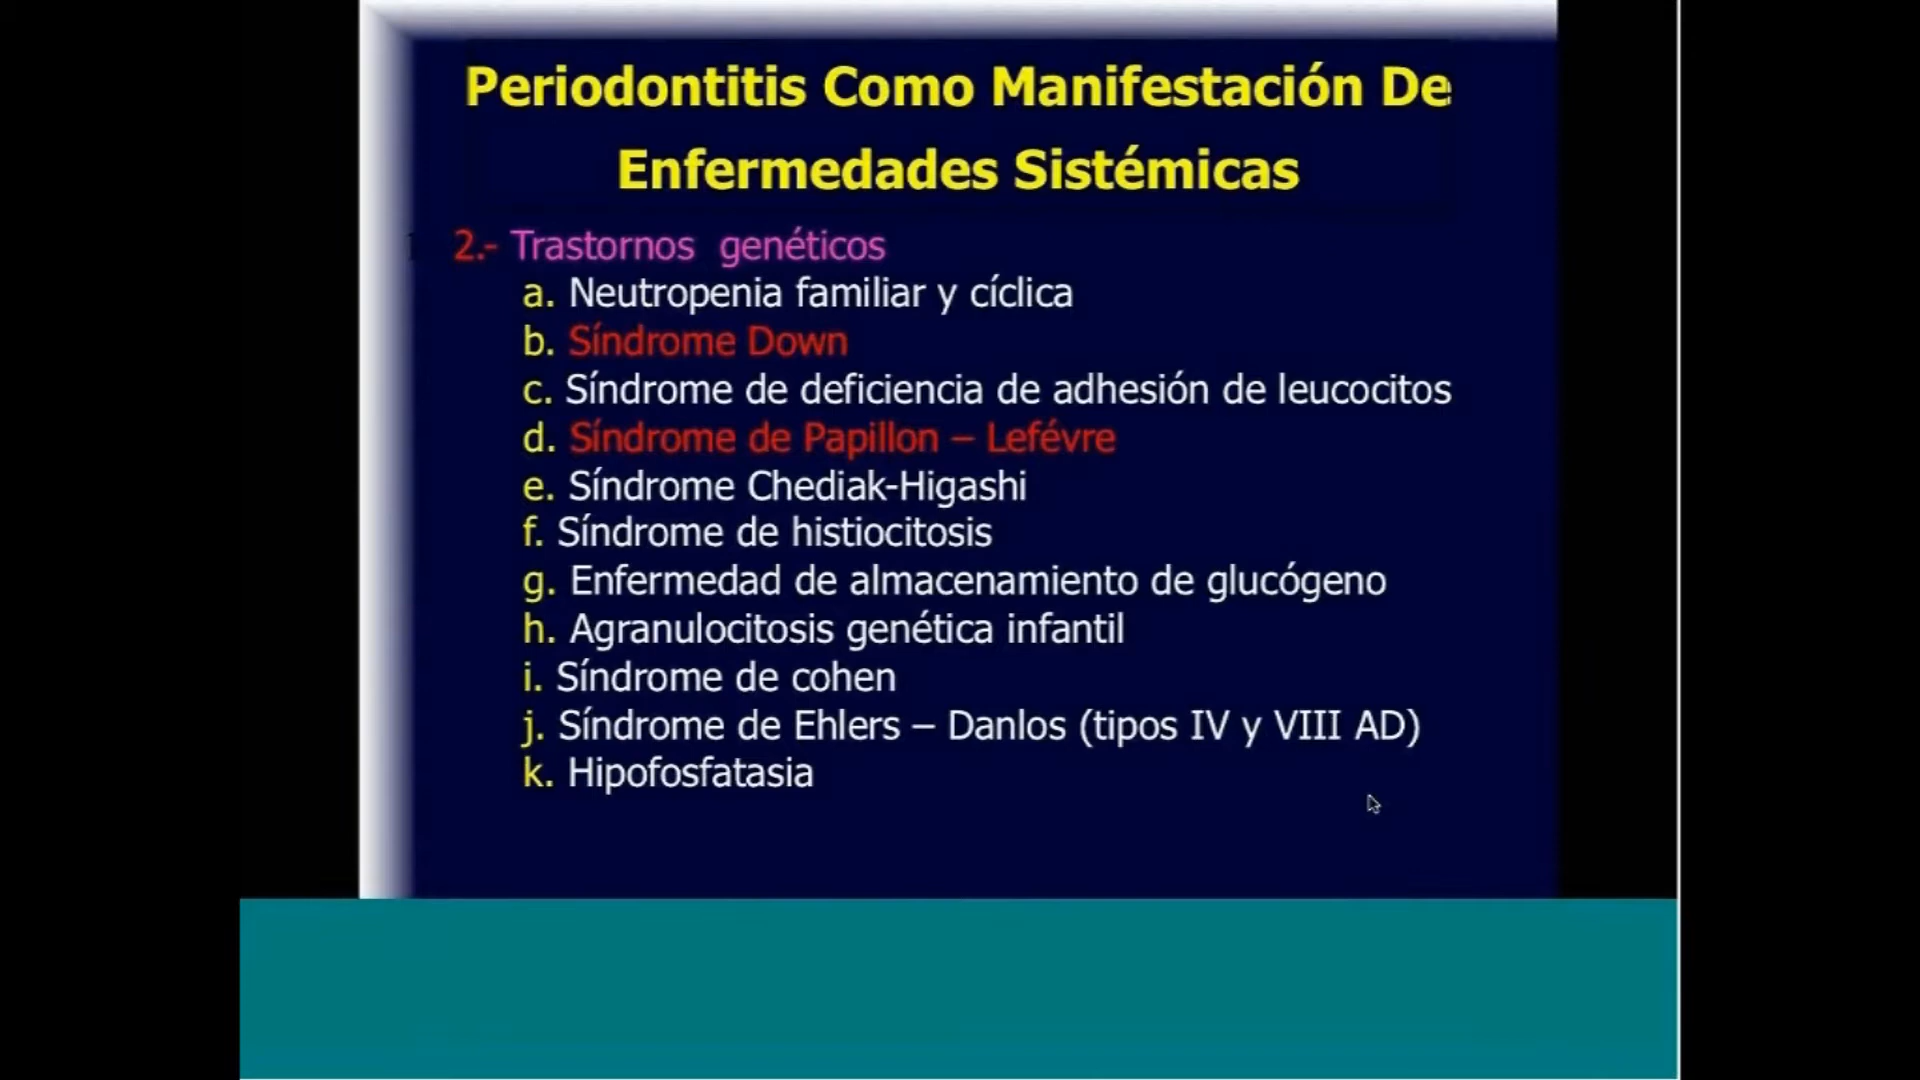 Periodontitis Como Manifestación De
Enfermedades Sistémicas
2.- Trastornos genéticos
a. Neutropenia familiar y cíclica
b. Síndrome Down
c. Síndrome de deficiencia de adhesión de leucocitos
d. Síndrome de Papillon – Lefévre
e. Síndrome Chediak-Higashi
f. Síndrome de histiocitosis
g. Enfermedad de almacenamiento de glucógeno
h. Agranulocitosis genética infantil
i. Síndrome de cohen
j. Síndrome de Ehlers – Danlos (tipos IV y VIII AD)
k. Hipofosfatasia